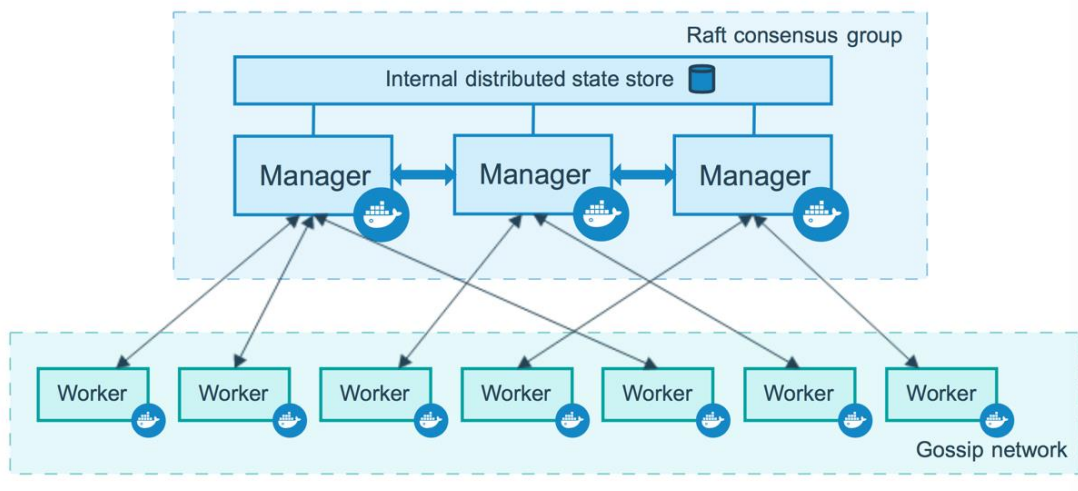 Raft consensus group
Internal distributed state store
Manager
Manager
Manager
Worker
Worker
Worker
Worker
Worker
Worker
Worker
Gossip network